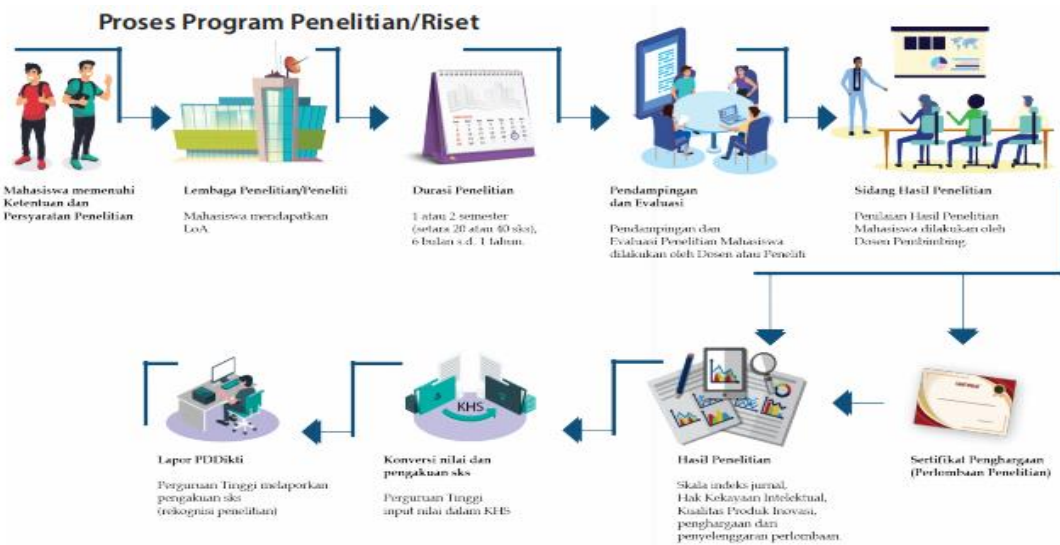 Proses Program Penelitian/Riset
Mahasiswa memenuhi
Ketentuan dan
Persyaratan Penelitian
Lembaga Penelitian/Peneliti
Mahasiswa mendapatkan
LoA
Durasi Penelitian
1 atau 2 semester
(setara 20 atau 40 sks),
6 bulan s.d. 1 tahun.
Pendampingan
dan Evaluasi
Pendampingan dan
Evaluasi Penelitian Mahasiswa
dilakukan oleh Dosen atau Peneliti
Sidang Hasil Penelitian
Penilaian Hasil Penelitian
Mahasiswa dilakukan oleh
Dosen Pembimbing.
Lapor PDDikti
Perguruan Tinggi melaporkan
pengakuan sks
(rekognisi penelitian)
KHS
Konversi nilai dan
pengakuan sks
Perguruan Tinggi
input nilai dalam KHS
Hasil Penelitian
Skala indeks jurnal,
Hak Kekayaan Intelektual,
Kualitas Produk Inovasi,
penghargaan dari
penyelenggaran perlombaan.
Sertifikat Penghargaan
(Perlombaan Penelitian)